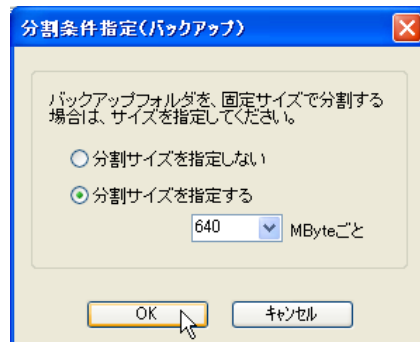 分割条件指定(バックアップ)
バックアップフォルダを、固定サイズで分割する
場合は、サイズを指定してください。
分割サイズを指定しない
分割サイズを指定する
640 MByteごと
OK キャンセル